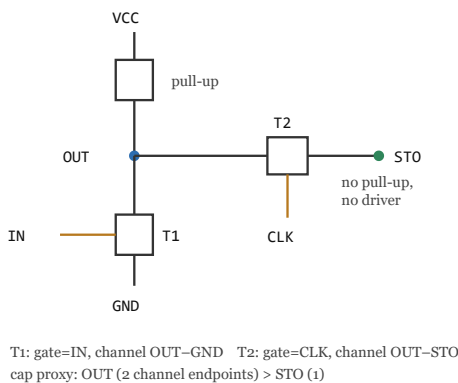 VCC
pull-up
T2
OUT
STO
no pull-up,
no driver
IN
T1
CLK
GND
T1: gate=IN, channel OUT–GND T2: gate=CLK, channel OUT–STO
cap proxy: OUT (2 channel endpoints) > STO (1)